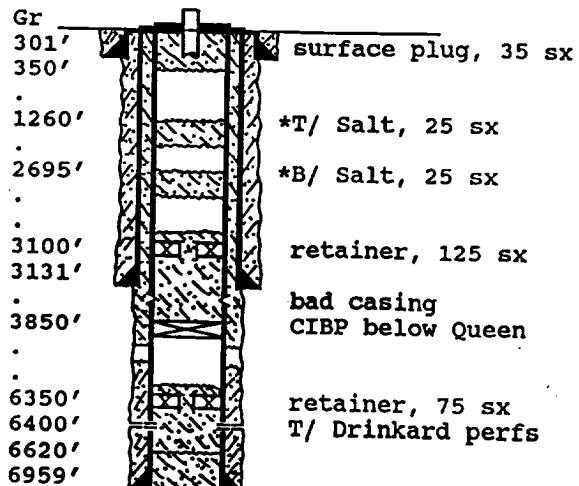 Gr
301' surface plug, 35 sx
350'
.
1260' *T/ Salt, 25 sx
.
2695' *B/ Salt, 25 sx
.
.
3100' retainer, 125 sx
3131'
. bad casing
3850' CIBP below Queen
.
.
6350' retainer, 75 sx
6400' T/ Drinkard perfs
6620'
6959'